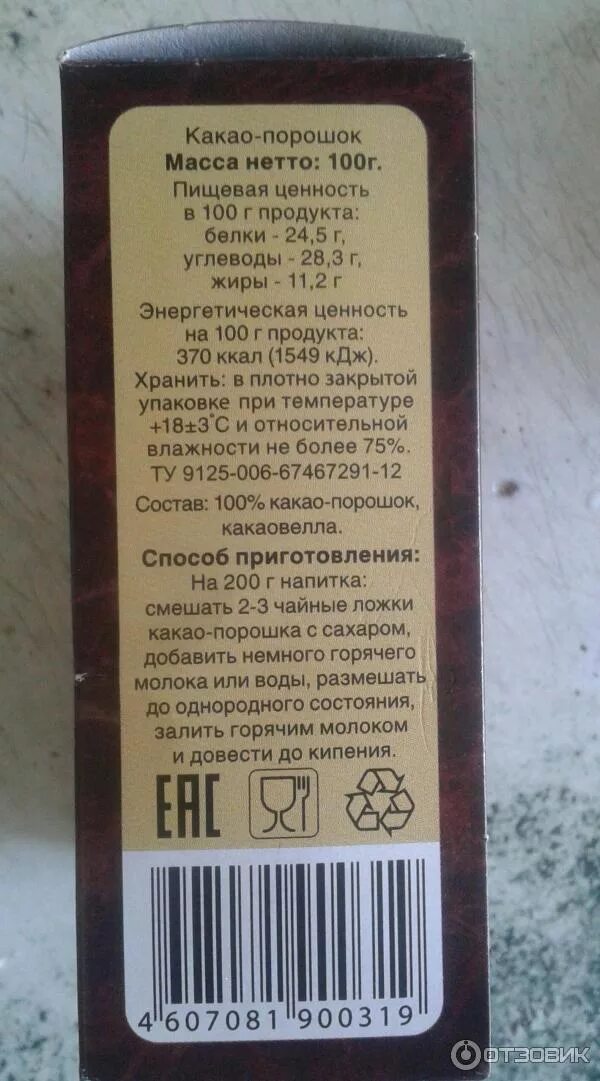 Какао-порошок
Масса нетто: 100г.
Пищевая ценность
в 100 г продукта:
белки - 24,5 г,
углеводы - 28,3 г,
жиры - 11,2 г
Энергетическая ценность
на 100 г продукта:
370 ккал (1549 кДж).
Хранить: в плотно закрытой
упаковке при температуре
+18±3°С и относительной
влажности не более 75%.
ТУ 9125-006-67467291-12
Состав: 100% какао-порошок,
какаовелла.
Способ приготовления:
На 200 г напитка:
смешать 2-3 чайные ложки
какао-порошка с сахаром,
добавить немного горячего
молока или воды, размешать
до однородного состояния,
залить горячим молоком
и довести до кипения.
ЕАС
4 607081 900319
ОТЗОВИК